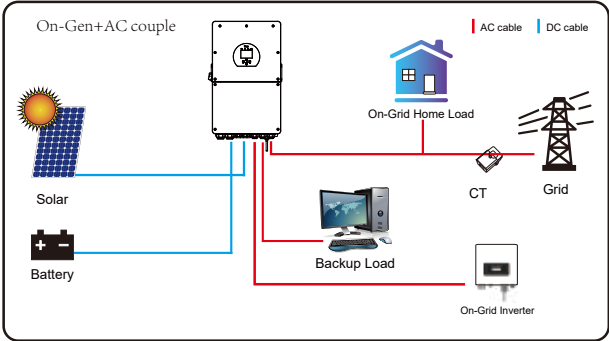 On-Gen+AC couple
AC cable
DC cable
On-Grid Home Load
CT
Grid
Solar
Battery
Backup Load
On-Grid Inverter